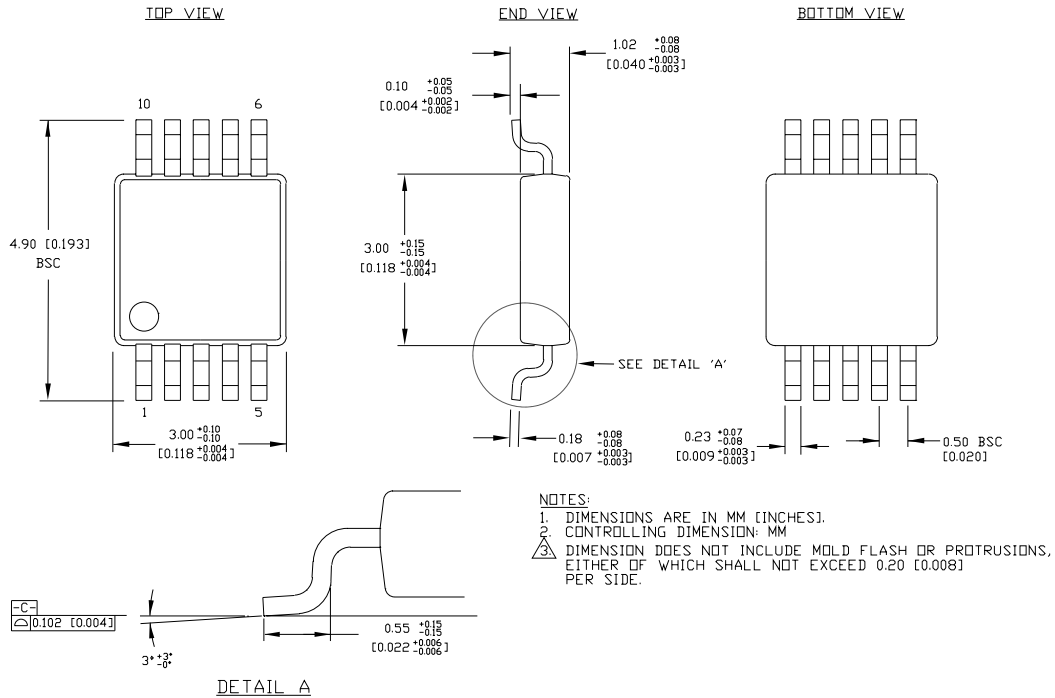 TOP VIEW
END VIEW
BOTTOM VIEW
1.02 +0.08 -0.08
[0.040 +0.003 -0.003]
0.10 +0.05 -0.05
[0.004 +0.002 -0.002]
10 6
4.90 [0.193]
BSC
3.00 +0.15 -0.15
[0.118 +0.004 -0.004]
SEE DETAIL 'A'
1 5
3.00 +0.10 -0.10
[0.118 +0.004 -0.004]
0.18 +0.08 -0.08
[0.007 +0.003 -0.003]
0.23 +0.07 -0.08
[0.009 +0.003 -0.003]
0.50 BSC
[0.020]
NOTES:
1. DIMENSIONS ARE IN MM [INCHES].
2. CONTROLLING DIMENSION: MM
3. DIMENSION DOES NOT INCLUDE MOLD FLASH OR PROTRUSIONS,
EITHER OF WHICH SHALL NOT EXCEED 0.20 [0.008]
PER SIDE.
-C-
⌓ 0.102 [0.004]
3° +3° -0°
0.55 +0.15 -0.15
[0.022 +0.006 -0.006]
DETAIL A